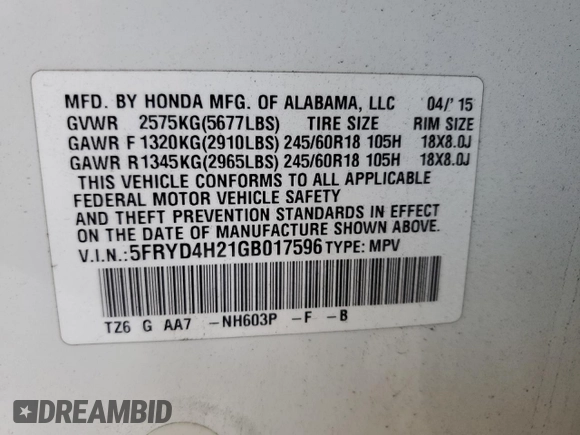 MFD. BY HONDA MFG. OF ALABAMA, LLC 04/'15
GVWR 2575KG(5677LBS) TIRE SIZE RIM SIZE
GAWR F 1320KG(2910LBS) 245/60R18 105H 18X8.0J
GAWR R 1345KG(2965LBS) 245/60R18 105H 18X8.0J
THIS VEHICLE CONFORMS TO ALL APPLICABLE
FEDERAL MOTOR VEHICLE SAFETY
AND THEFT PREVENTION STANDARDS IN EFFECT
ON THE DATE OF MANUFACTURE SHOWN ABOVE.
V.I.N.: 5FRYD4H21GB017596 TYPE: MPV
TZ6 G AA7 -NH603P -F -B
DREAMBID